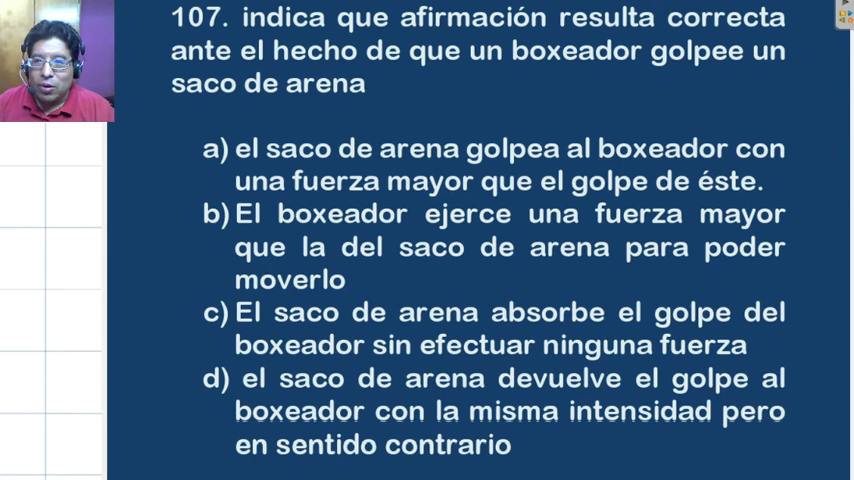 107. indica que afirmación resulta correcta
ante el hecho de que un boxeador golpee un
saco de arena
a) el saco de arena golpea al boxeador con
una fuerza mayor que el golpe de éste.
b) El boxeador ejerce una fuerza mayor
que la del saco de arena para poder
moverlo
c) El saco de arena absorbe el golpe del
boxeador sin efectuar ninguna fuerza
d) el saco de arena devuelve el golpe al
boxeador con la misma intensidad pero
en sentido contrario